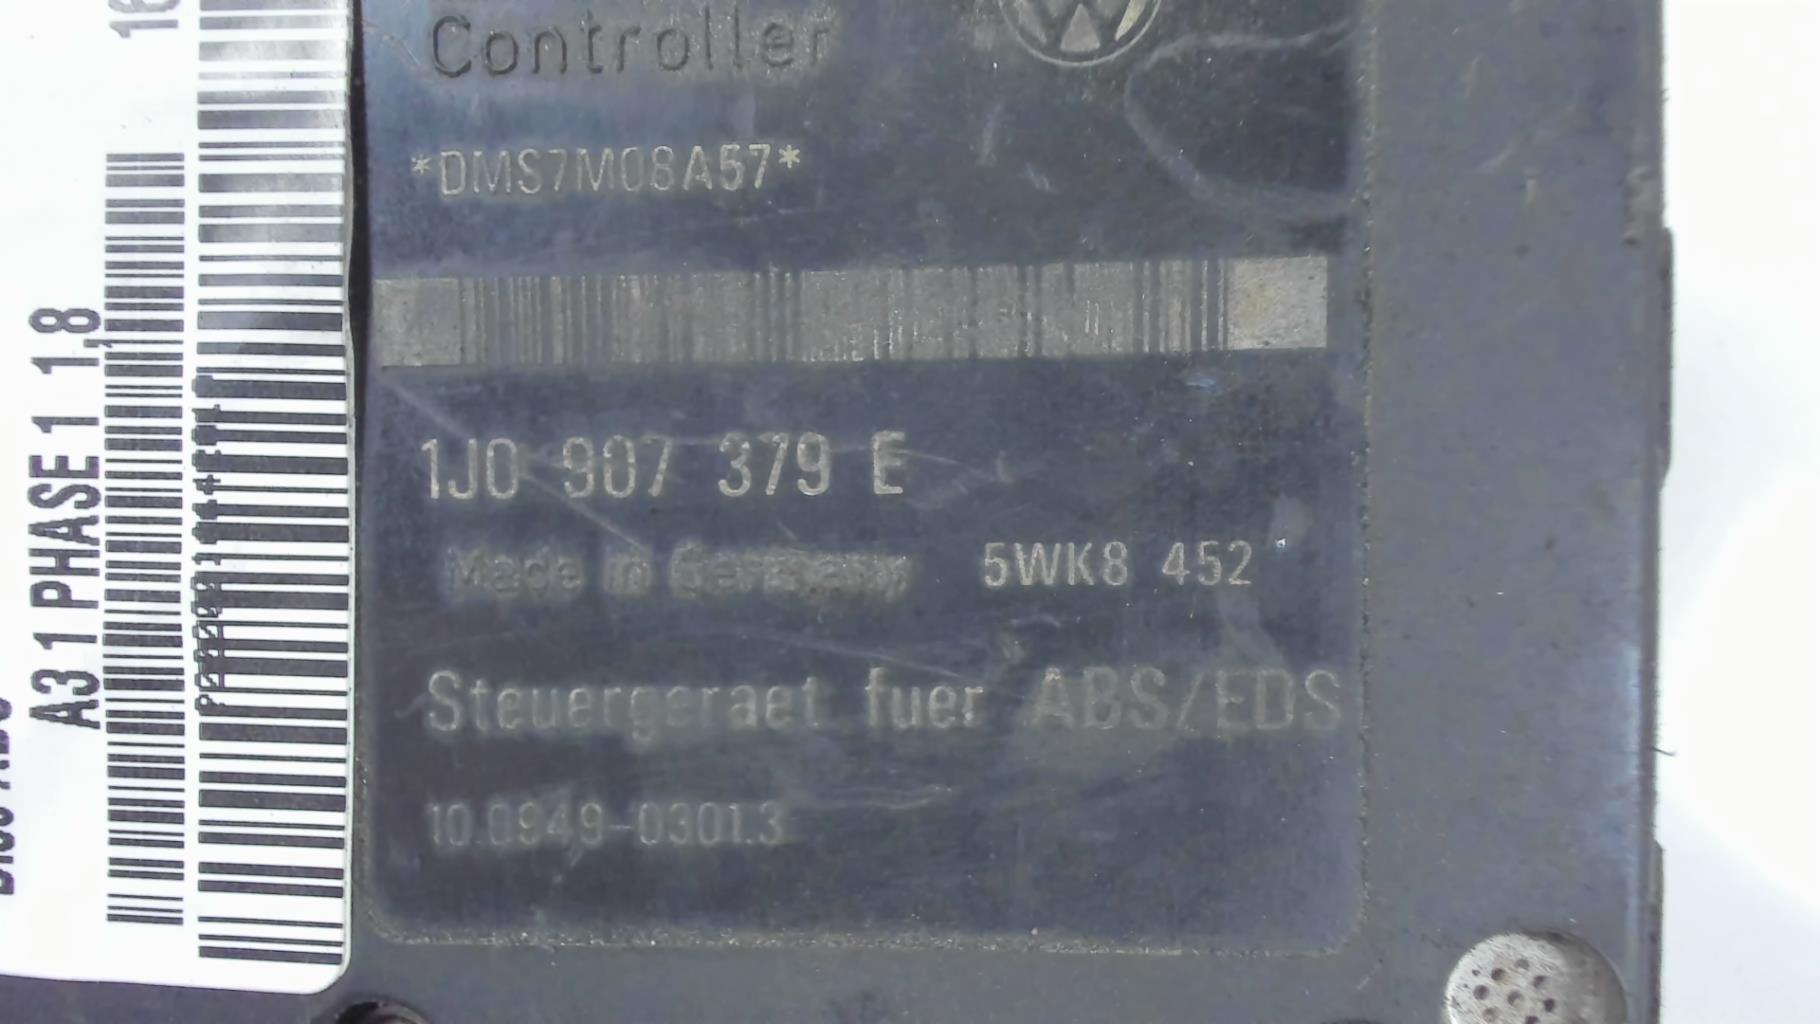 Controller
*DMS7M08A57*
1J0 907 379 E
Made in Germany 5WK8 452
Steuergeraet fuer ABS/EDS
10.0949-0301.3
A3 1 PHASE 1 1,8